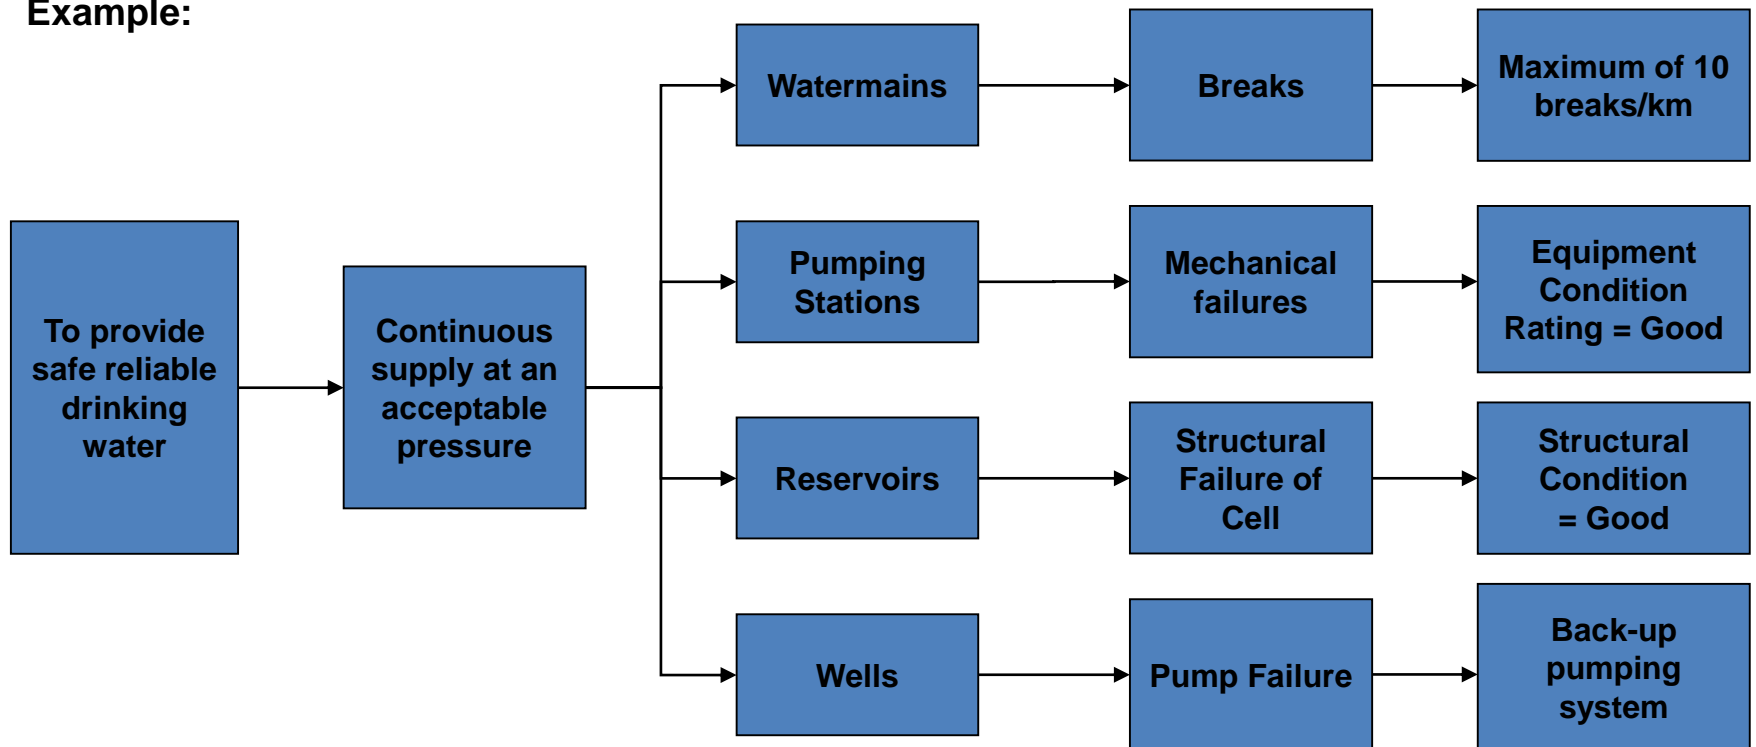 Example:
To provide
safe reliable
drinking
water
Continuous
supply at an
acceptable
pressure
Watermains
Breaks
Maximum of 10
breaks/km
Pumping
Stations
Mechanical
failures
Equipment
Condition
Rating = Good
Reservoirs
Structural
Failure of
Cell
Structural
Condition
= Good
Wells
Pump Failure
Back-up
pumping
system